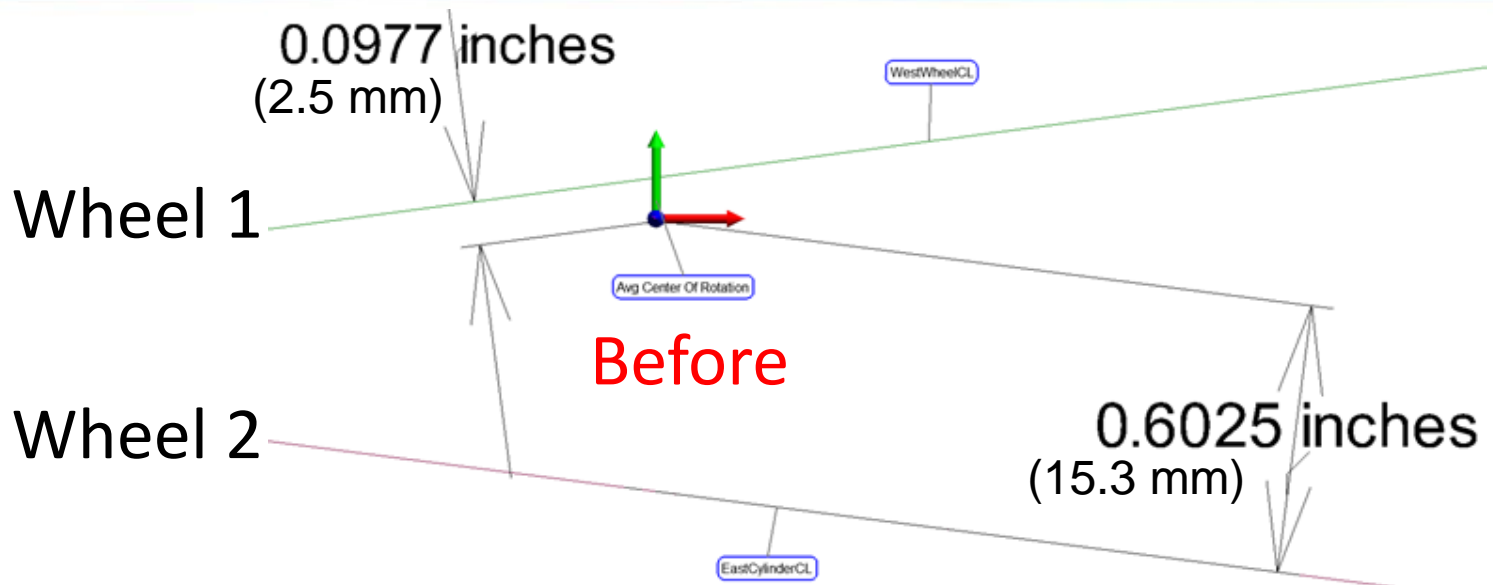 0.0977 inches
(2.5 mm)
WestWheelCL
Wheel 1
Avg Center Of Rotation
Before
Wheel 2
0.6025 inches
(15.3 mm)
EastCylinderCL